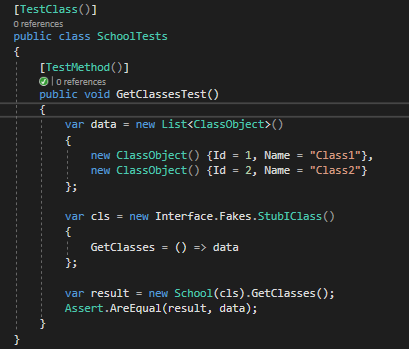 [TestClass()]
0 references
public class SchoolTests
{
[TestMethod()]
| 0 references
public void GetClassesTest()
{
var data = new List<ClassObject>()
{
new ClassObject() {Id = 1, Name = "Class1"},
new ClassObject() {Id = 2, Name = "Class2"}
};
var cls = new Interface.Fakes.StubIClass()
{
GetClasses = () => data
};
var result = new School(cls).GetClasses();
Assert.AreEqual(result, data);
}
}